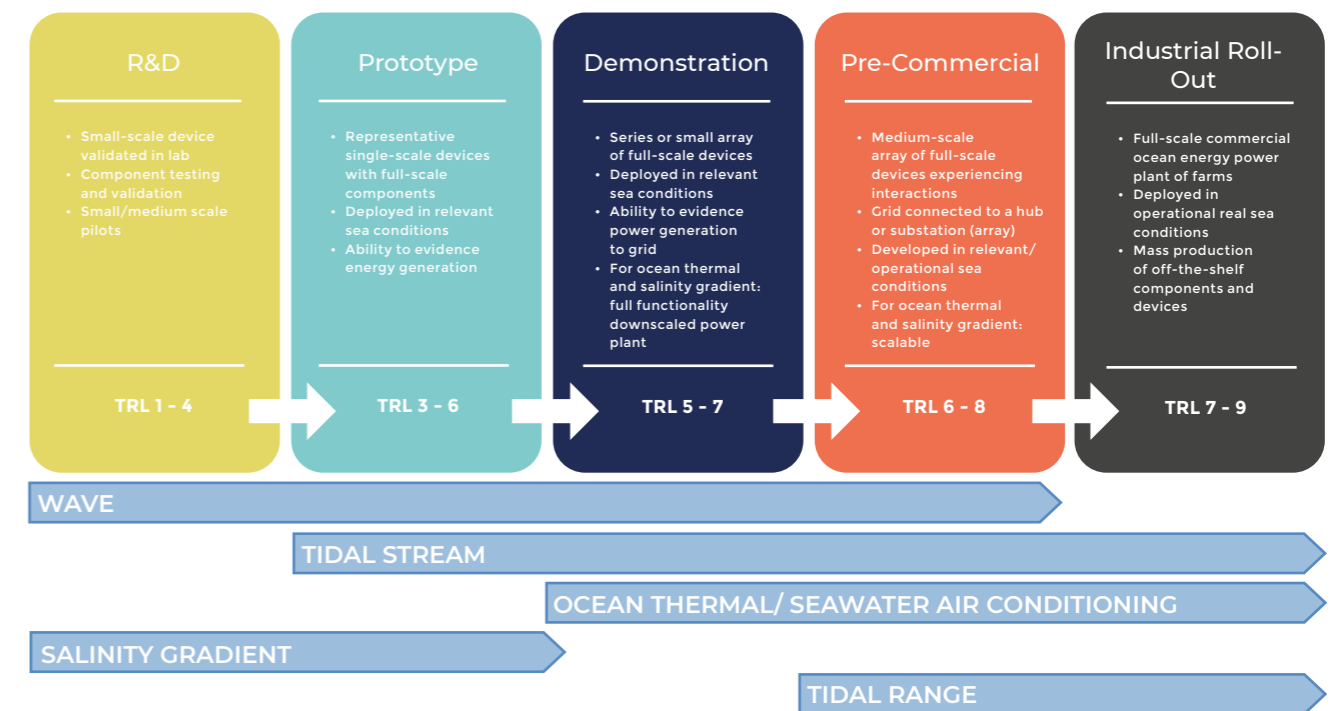 R&D
• Small-scale device
validated in lab
• Component testing
and validation
• Small/medium scale
pilots
TRL 1 - 4
Prototype
• Representative
single-scale devices
with full-scale
components
• Deployed in relevant
sea conditions
• Ability to evidence
energy generation
TRL 3 - 6
Demonstration
• Series or small array
of full-scale devices
• Deployed in relevant
sea conditions
• Ability to evidence
power generation
to grid
• For ocean thermal
and salinity gradient:
full functionality
downscaled power
plant
TRL 5 - 7
Pre-Commercial
• Medium-scale
array of full-scale
devices experiencing
interactions
• Grid connected to a hub
or substation (array)
• Developed in relevant/
operational sea
conditions
• For ocean thermal
and salinity gradient:
scalable
TRL 6 - 8
Industrial Roll-
Out
• Full-scale commercial
ocean energy power
plant of farms
• Deployed in
operational real sea
conditions
• Mass production
of off-the-shelf
components and
devices
TRL 7 - 9
WAVE
TIDAL STREAM
OCEAN THERMAL/ SEAWATER AIR CONDITIONING
SALINITY GRADIENT
TIDAL RANGE